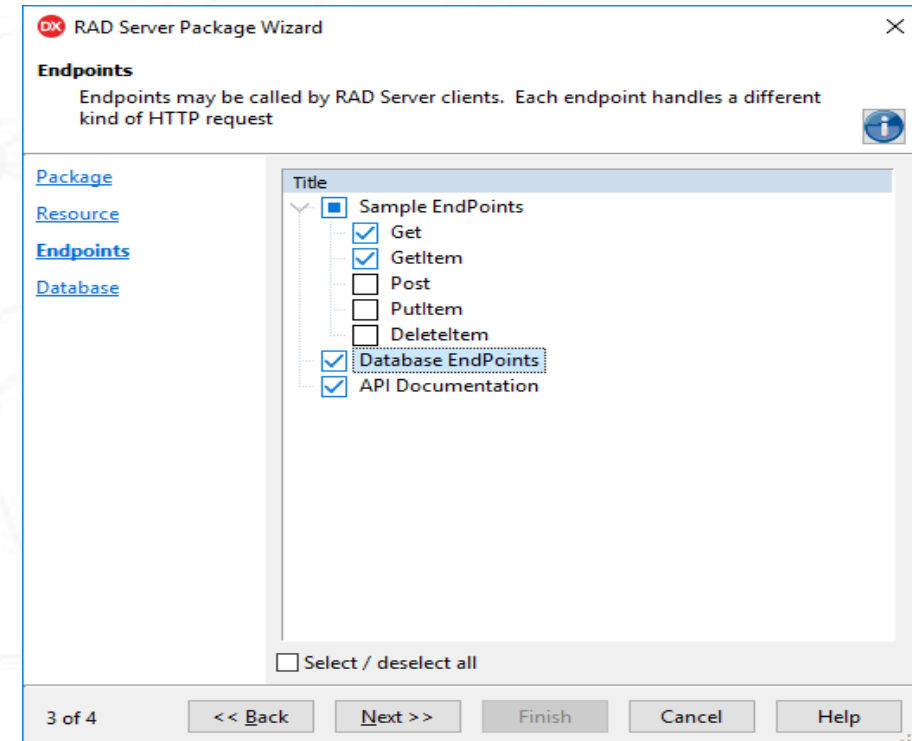 DX RAD Server Package Wizard
Endpoints
Endpoints may be called by RAD Server clients. Each endpoint handles a different
kind of HTTP request
Package
Resource
Endpoints
Database
Title
Sample EndPoints
Get
GetItem
Post
PutItem
DeleteItem
Database EndPoints
API Documentation
Select / deselect all
3 of 4 << Back Next >> Finish Cancel Help